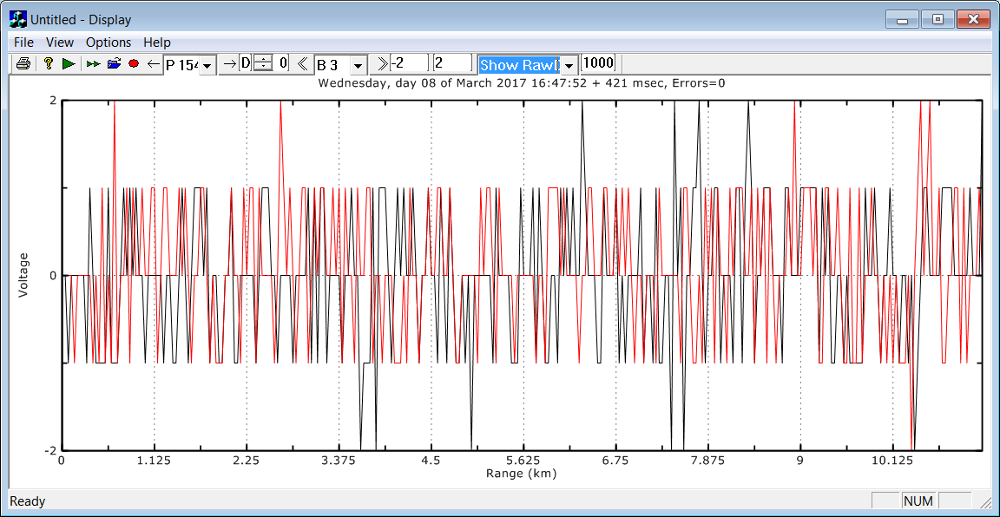 Untitled - Display
File View Options Help
P 154 D 0 B 3 -2 2 Show Raw 1000
Wednesday, day 08 of March 2017 16:47:52 + 421 msec, Errors=0
2
Voltage
0
-2
0 1.125 2.25 3.375 4.5 5.625 6.75 7.875 9 10.125
Range (km)
Ready NUM